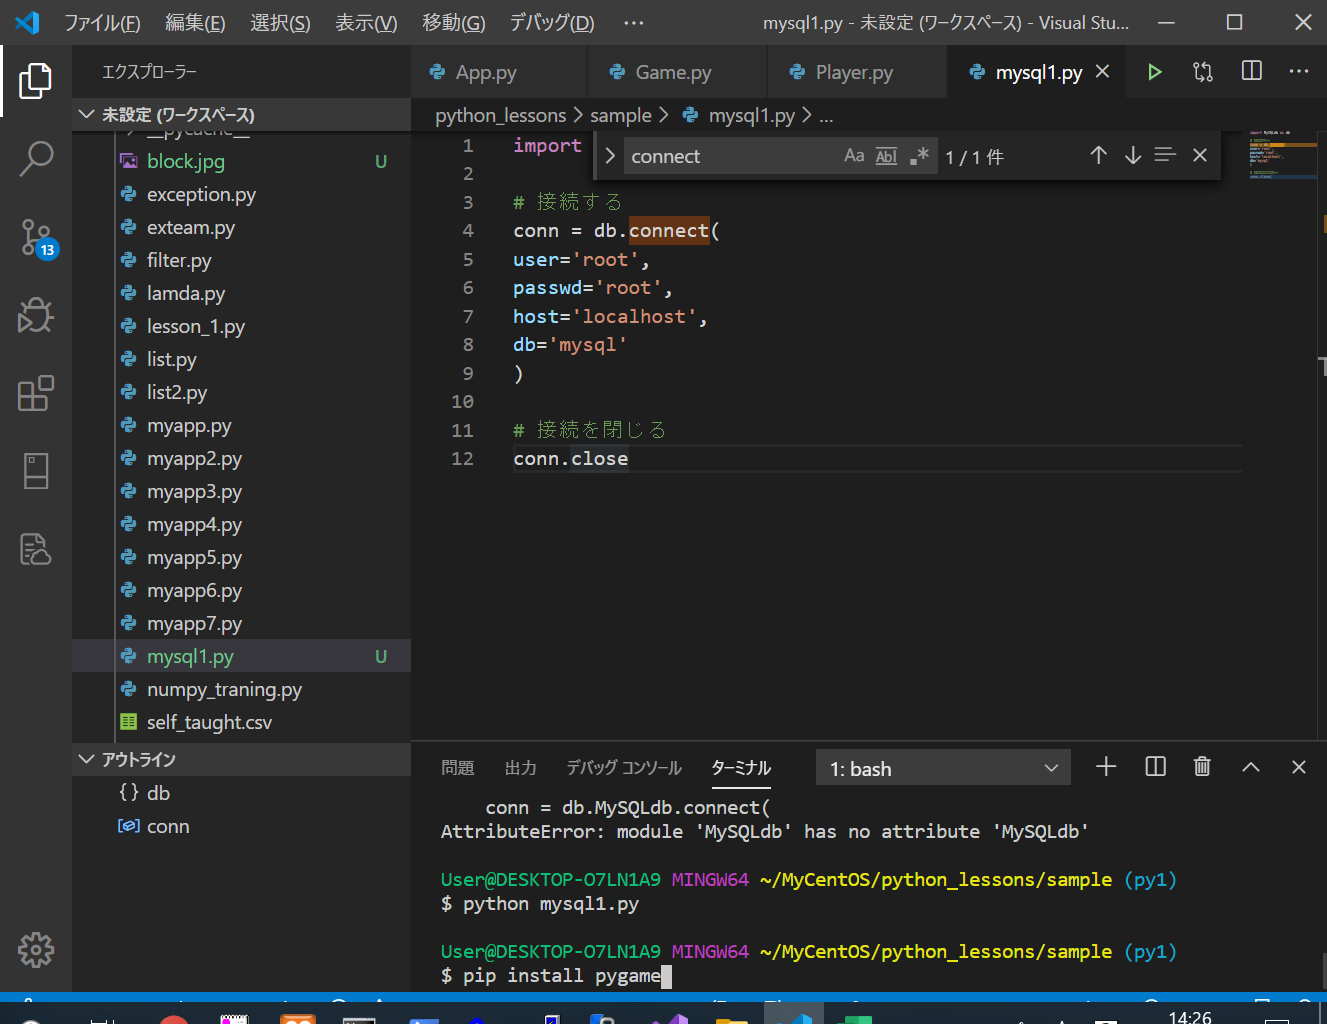 ファイル(F) 編集(E) 選択(S) 表示(V) 移動(G) デバッグ(D) ··· mysql1.py - 未設定 (ワークスペース) - Visual Stu...
エクスプローラー
App.py Game.py Player.py mysql1.py
未設定 (ワークスペース)
python_lessons > sample > mysql1.py > ...
__pycache__
block.jpg U
exception.py
exteam.py
filter.py
lamda.py
lesson_1.py
list.py
list2.py
myapp.py
myapp2.py
myapp3.py
myapp4.py
myapp5.py
myapp6.py
myapp7.py
mysql1.py U
numpy_traning.py
self_taught.csv
アウトライン
{} db
conn
13
connect Aa Abl .* 1 / 1 件
1 import
2
3 # 接続する
4 conn = db.connect(
5 user='root',
6 passwd='root',
7 host='localhost',
8 db='mysql'
9 )
10
11 # 接続を閉じる
12 conn.close
問題 出力 デバッグ コンソール ターミナル 1: bash
conn = db.MySQLdb.connect(
AttributeError: module 'MySQLdb' has no attribute 'MySQLdb'
User@DESKTOP-O7LN1A9 MINGW64 ~/MyCentOS/python_lessons/sample (py1)
$ python mysql1.py
User@DESKTOP-O7LN1A9 MINGW64 ~/MyCentOS/python_lessons/sample (py1)
$ pip install pygame
14:26